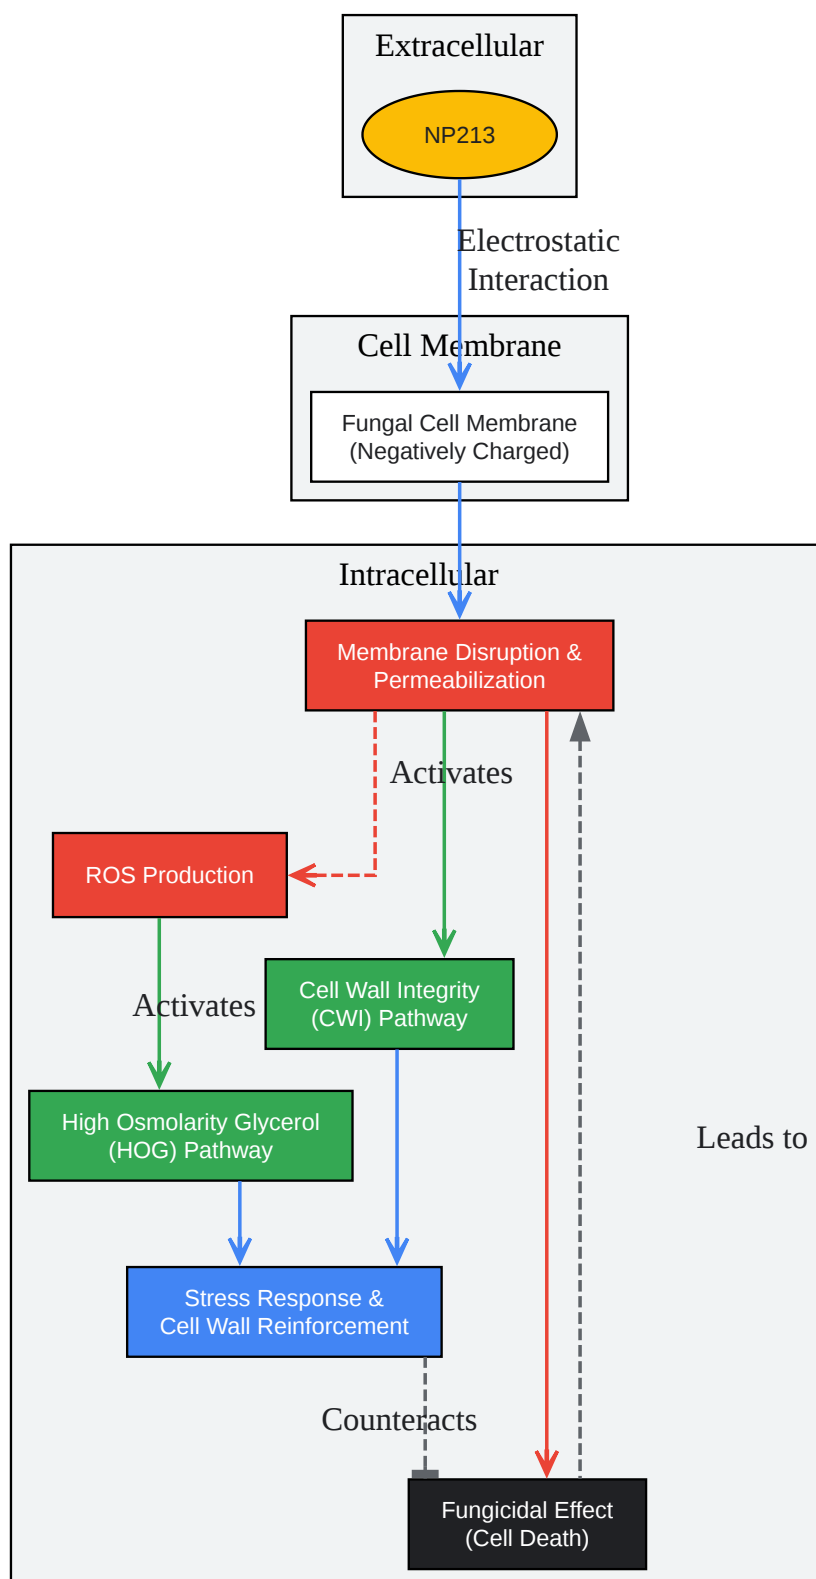 Extracellular
NP213
Electrostatic
Interaction
Cell Membrane
Fungal Cell Membrane
(Negatively Charged)
Intracellular
Membrane Disruption &
Permeabilization
Activates
ROS Production
Cell Wall Integrity
(CWI) Pathway
Activates
High Osmolarity Glycerol
(HOG) Pathway
Leads to
Stress Response &
Cell Wall Reinforcement
Counteracts
Fungicidal Effect
(Cell Death)